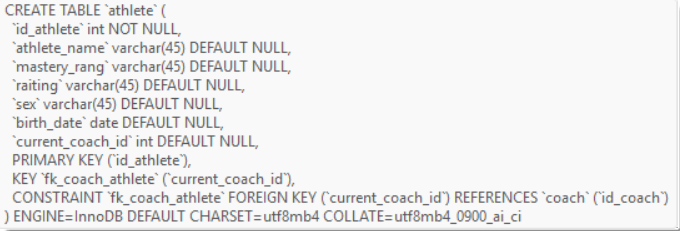 CREATE TABLE `athlete` (
  `id_athlete` int NOT NULL,
  `athlete_name` varchar(45) DEFAULT NULL,
  `mastery_rang` varchar(45) DEFAULT NULL,
  `raiting` varchar(45) DEFAULT NULL,
  `sex` varchar(45) DEFAULT NULL,
  `birth_date` date DEFAULT NULL,
  `current_coach_id` int DEFAULT NULL,
  PRIMARY KEY (`id_athlete`),
  KEY `fk_coach_athlete` (`current_coach_id`),
  CONSTRAINT `fk_coach_athlete` FOREIGN KEY (`current_coach_id`) REFERENCES `coach` (`id_coach`)
) ENGINE=InnoDB DEFAULT CHARSET=utf8mb4 COLLATE=utf8mb4_0900_ai_ci